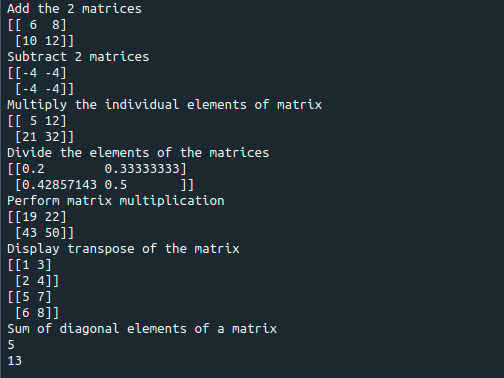 Add the 2 matrices
[[ 6  8]
 [10 12]]
Subtract 2 matrices
[[-4 -4]
 [-4 -4]]
Multiply the individual elements of matrix
[[ 5 12]
 [21 32]]
Divide the elements of the matrices
[[0.2        0.33333333]
 [0.42857143 0.5       ]]
Perform matrix multiplication
[[19 22]
 [43 50]]
Display transpose of the matrix
[[1 3]
 [2 4]]
[[5 7]
 [6 8]]
Sum of diagonal elements of a matrix
5
13